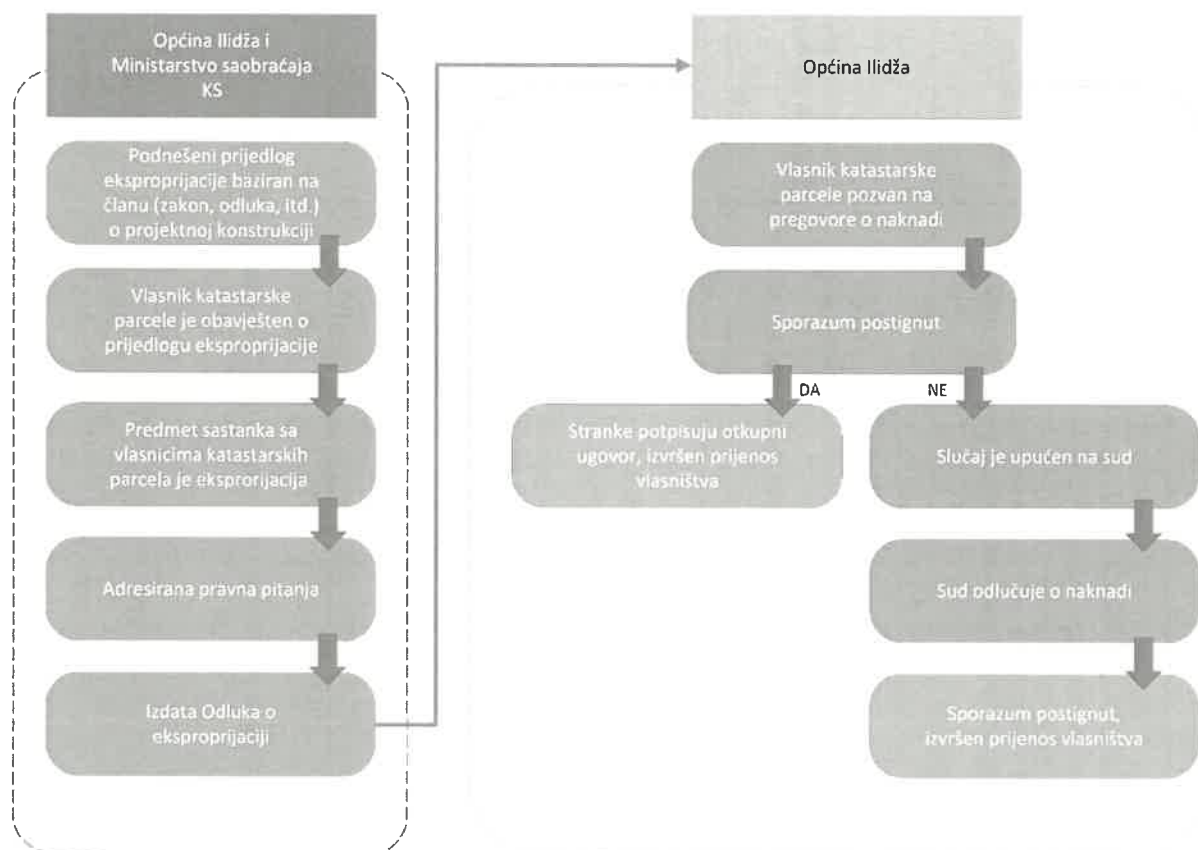 Općina Ilidža i
Ministarstvo saobraćaja
KS
Podnešeni prijedlog
eksproprijacije baziran na
članu (zakon, odluka, itd.)
o projektnoj konstrukciji
Vlasnik katastarske
parcele je obavješten o
prijedlogu eksproprijacije
Predmet sastanka sa
vlasnicima katastarskih
parcela je eksprorijacija
Adresirana pravna pitanja
Izdata Odluka o
eksproprijaciji
Općina Ilidža
Vlasnik katastarske
parcele pozvan na
pregovore o naknadi
Sporazum postignut
DA
NE
Stranke potpisuju otkupni
ugovor, izvršen prijenos
vlasništva
Slučaj je upućen na sud
Sud odlučuje o naknadi
Sporazum postignut,
izvršen prijenos vlasništva